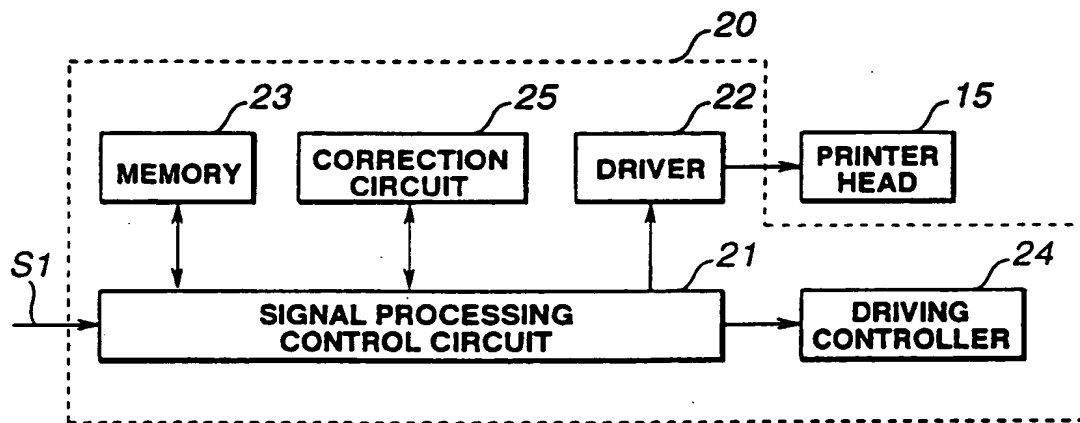 20
23
25
22
15
MEMORY
CORRECTION
CIRCUIT
DRIVER
PRINTER
HEAD
S1
21
24
SIGNAL PROCESSING
CONTROL CIRCUIT
DRIVING
CONTROLLER